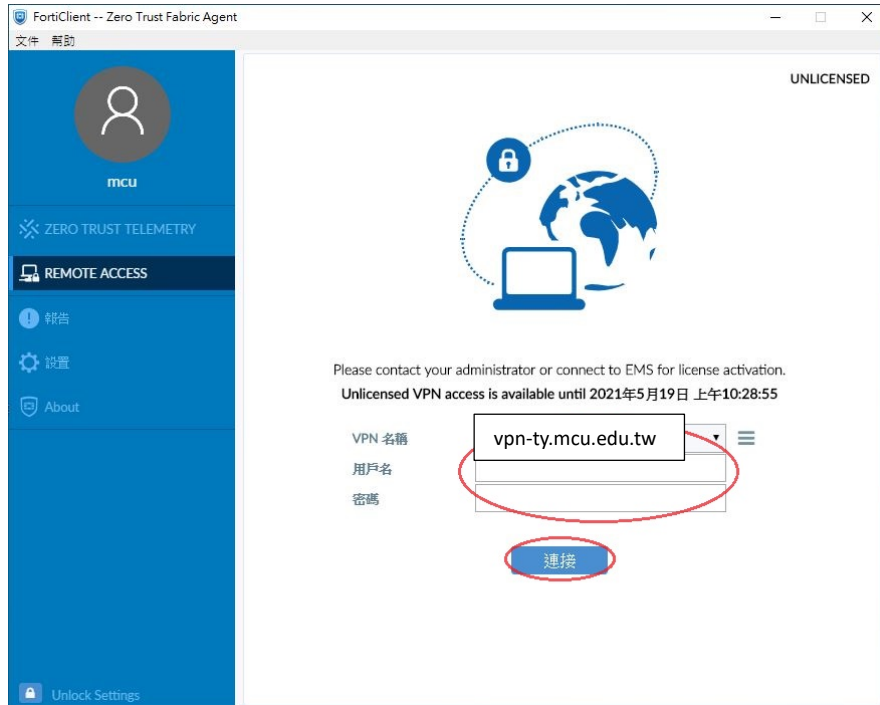 FortiClient -- Zero Trust Fabric Agent
文件 幫助
UNLICENSED
mcu
ZERO TRUST TELEMETRY
REMOTE ACCESS
報告
設置
About
Please contact your administrator or connect to EMS for license activation.
Unlicensed VPN access is available until 2021年5月19日 上午10:28:55
VPN 名稱 vpn-ty.mcu.edu.tw
用戶名
密碼
連接
Unlock Settings